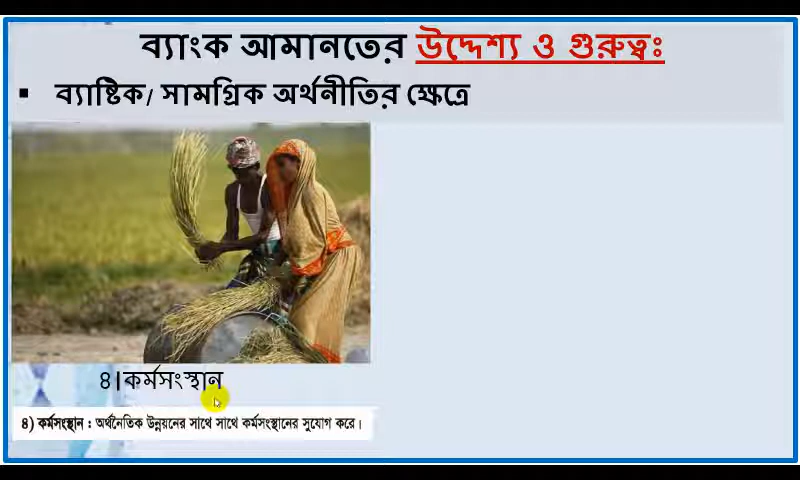 ব্যাংক আমানতের উদ্দেশ্য ও গুরুত্বঃ
▪ ব্যাষ্টিক/ সামগ্রিক অর্থনীতির ক্ষেত্রে
৪।কর্মসংস্থান
৪) কর্মসংস্থান : অর্থনৈতিক উন্নয়নের সাথে সাথে কর্মসংস্থানের সুযোগ করে।